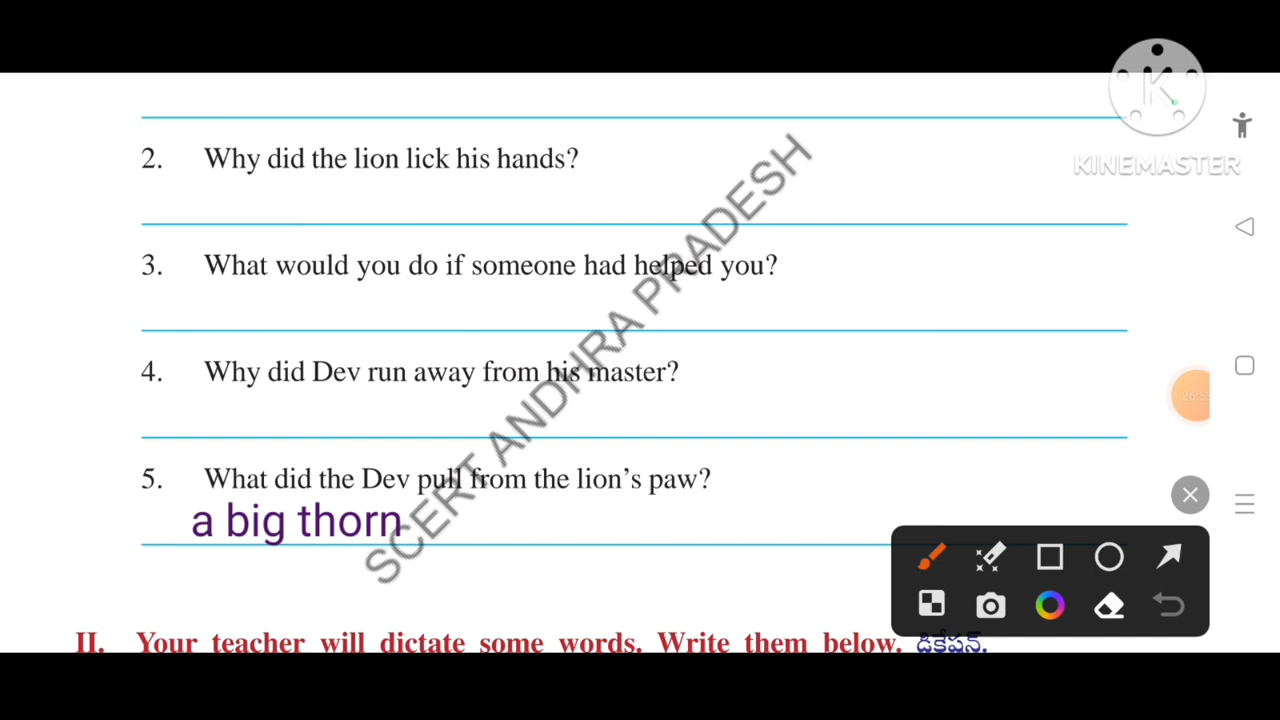 KINEMASTER
2. Why did the lion lick his hands?
3. What would you do if someone had helped you?
4. Why did Dev run away from his master?
5. What did the Dev pull from the lion's paw?
a big thorn
SCERT ANDHRA PRADESH
II. Your teacher will dictate some words. Write them below. డిక్టేషన్.